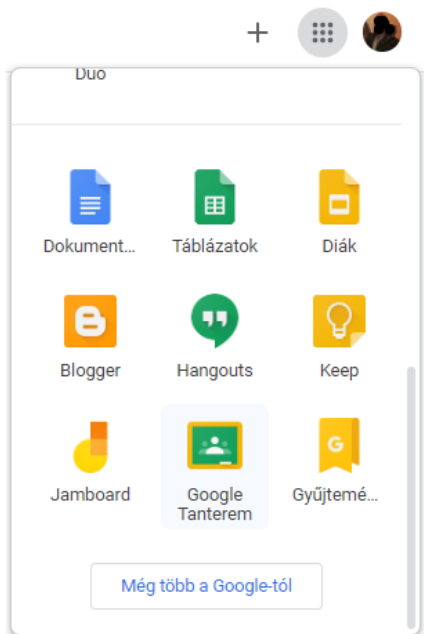 Duo
Dokument...
Táblázatok
Diák
Blogger
Hangouts
Keep
Jamboard
Google
Tanterem
Gyűjtemé...
Még több a Google-tól